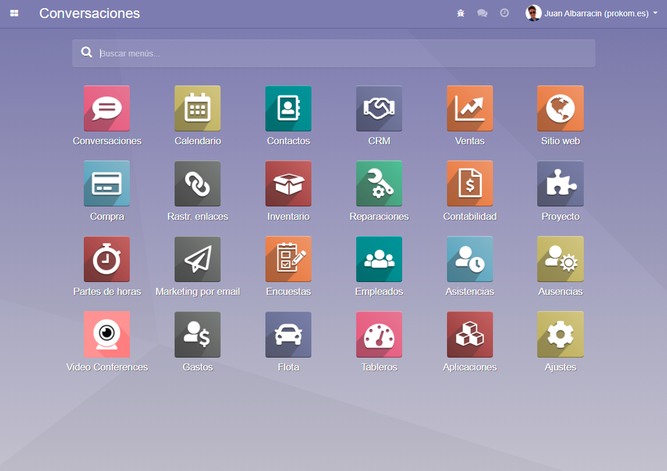 Conversaciones
Juan Albarracin (prokom.es)
Buscar menús...
Conversaciones
Calendario
Contactos
CRM
Ventas
Sitio web
Compra
Rastr. enlaces
Inventario
Reparaciones
Contabilidad
Proyecto
Partes de horas
Marketing por email
Encuestas
Empleados
Asistencias
Ausencias
Video Conferences
Gastos
Flota
Tableros
Aplicaciones
Ajustes